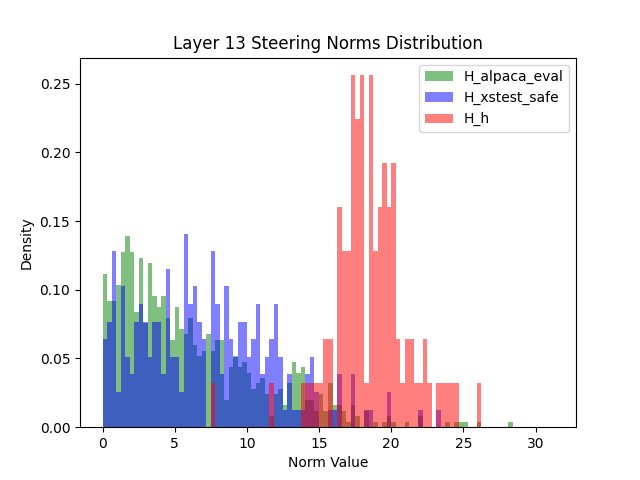 Layer 13 Steering Norms Distribution
H_alpaca_eval
H_xstest_safe
H_h
Density
0.25
0.20
0.15
0.10
0.05
0.00
0
5
10
15
20
25
30
Norm Value